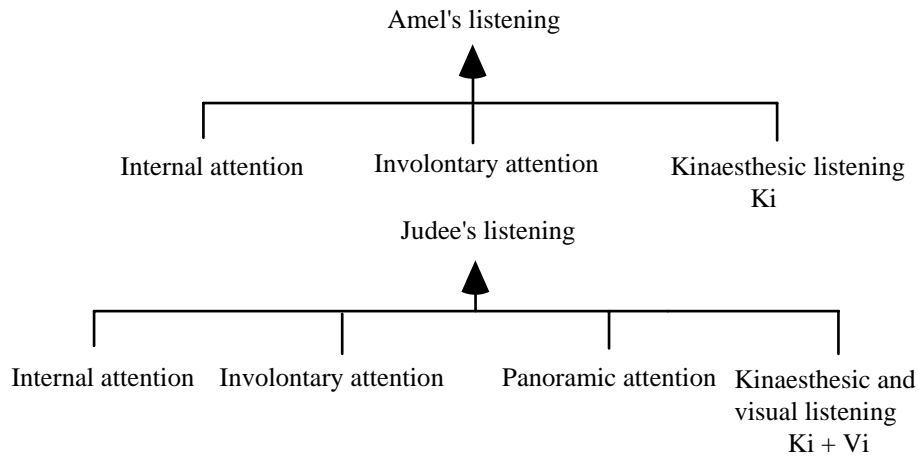 Amel's listening
Internal attention
Involontary attention
Kinaesthesic listening
Ki
Judee's listening
Internal attention
Involontary attention
Panoramic attention
Kinaesthesic and
visual listening
Ki + Vi